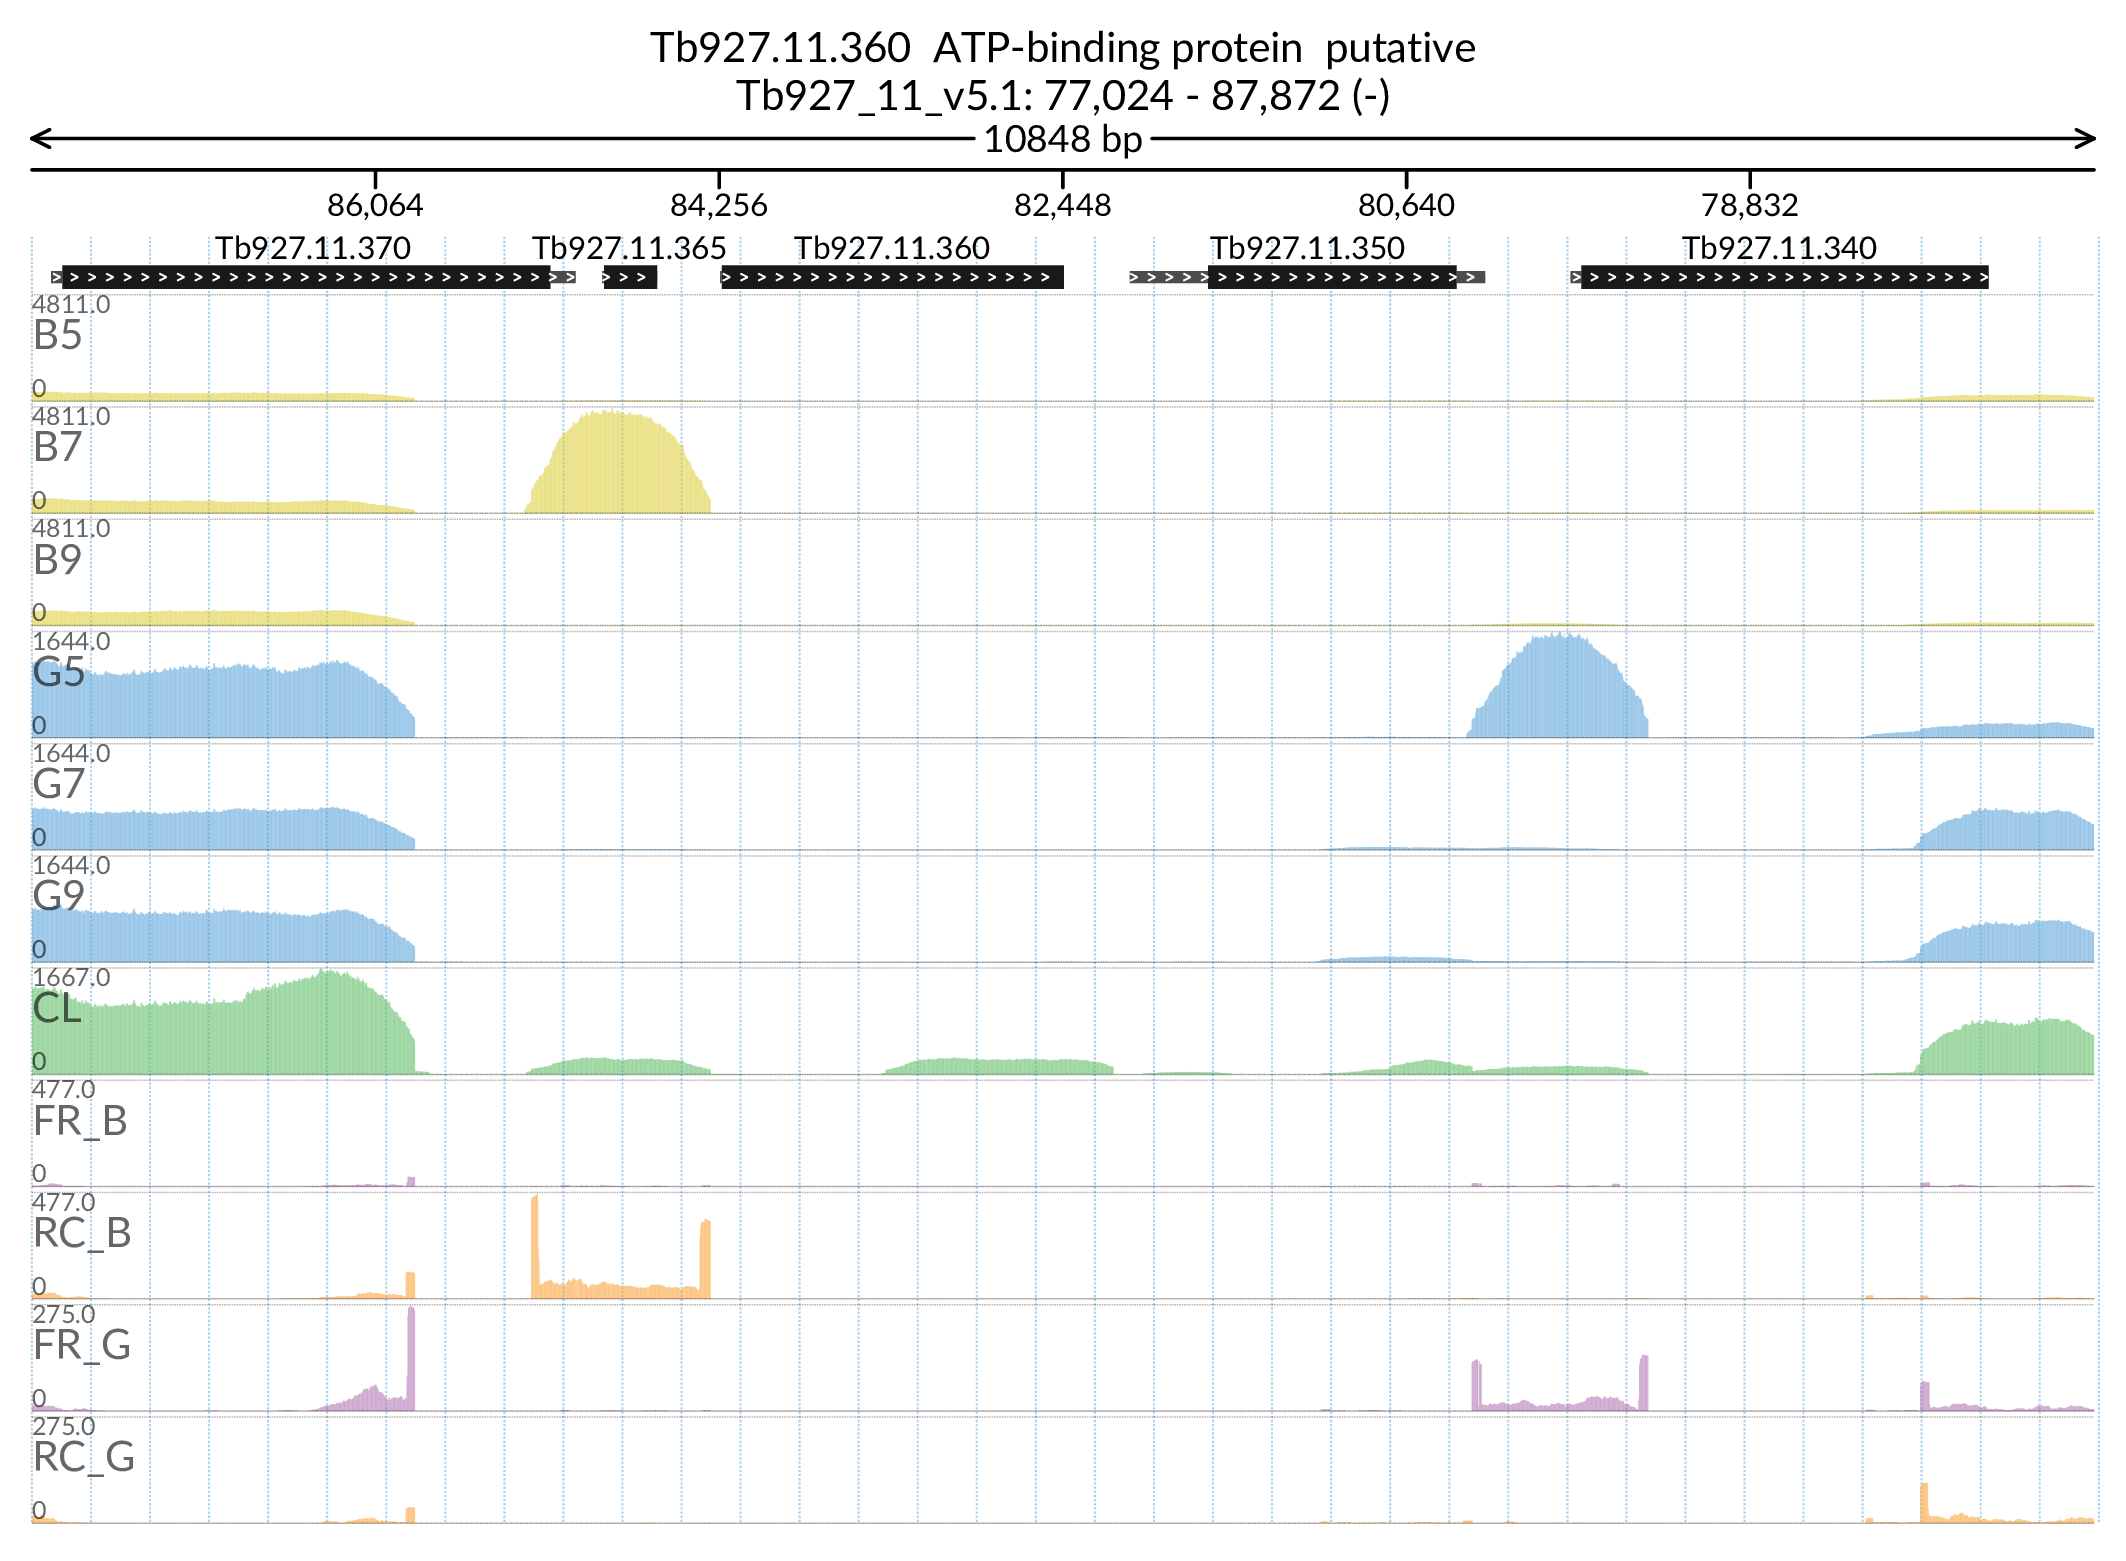 Tb927.11.360  ATP-binding protein  putative
Tb927_11_v5.1: 77,024 - 87,872 (-)
10848 bp
86,064 84,256 82,448 80,640 78,832
Tb927.11.370 Tb927.11.365 Tb927.11.360 Tb927.11.350 Tb927.11.340
4811.0
B5
0
4811.0
B7
0
4811.0
B9
0
1644.0
G5
0
1644.0
G7
0
1644.0
G9
0
1667.0
CL
0
477.0
FR_B
0
477.0
RC_B
0
275.0
FR_G
0
275.0
RC_G
0